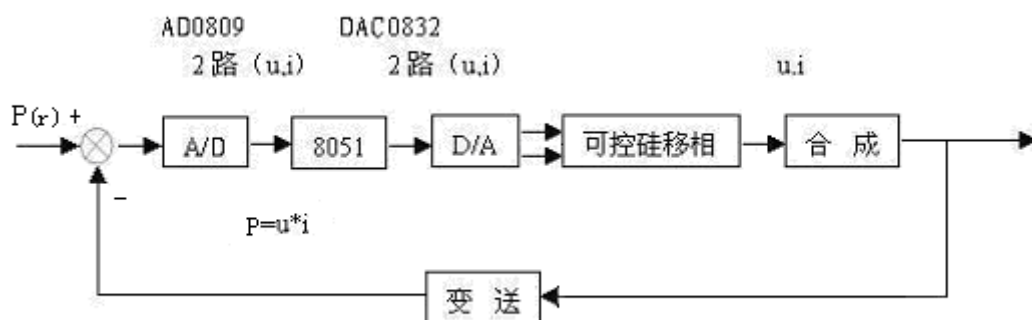 AD0809 DAC0832
2路（u,i） 2路（u,i） u,i
P(r) +
A/D 8051 D/A 可控硅移相 合 成
−
P=u*i
变 送